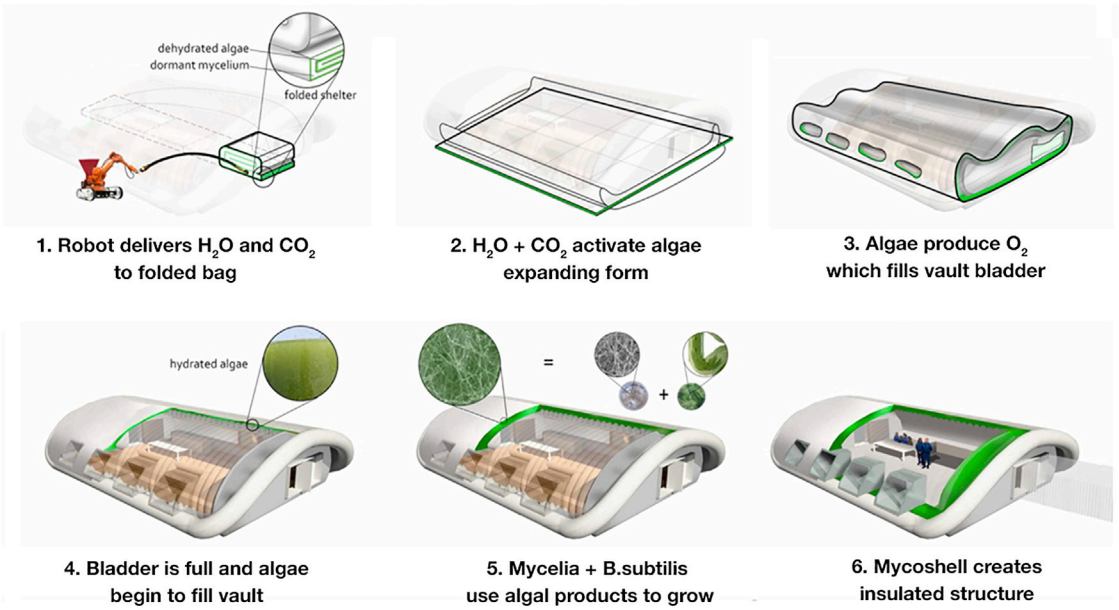 dehydrated algae
dormant mycelium
folded shelter
1. Robot delivers H₂O and CO₂
to folded bag
2. H₂O + CO₂ activate algae
expanding form
3. Algae produce O₂
which fills vault bladder
hydrated algae
4. Bladder is full and algae
begin to fill vault
=
+
5. Mycelia + B.subtilis
use algal products to grow
6. Mycoshell creates
insulated structure